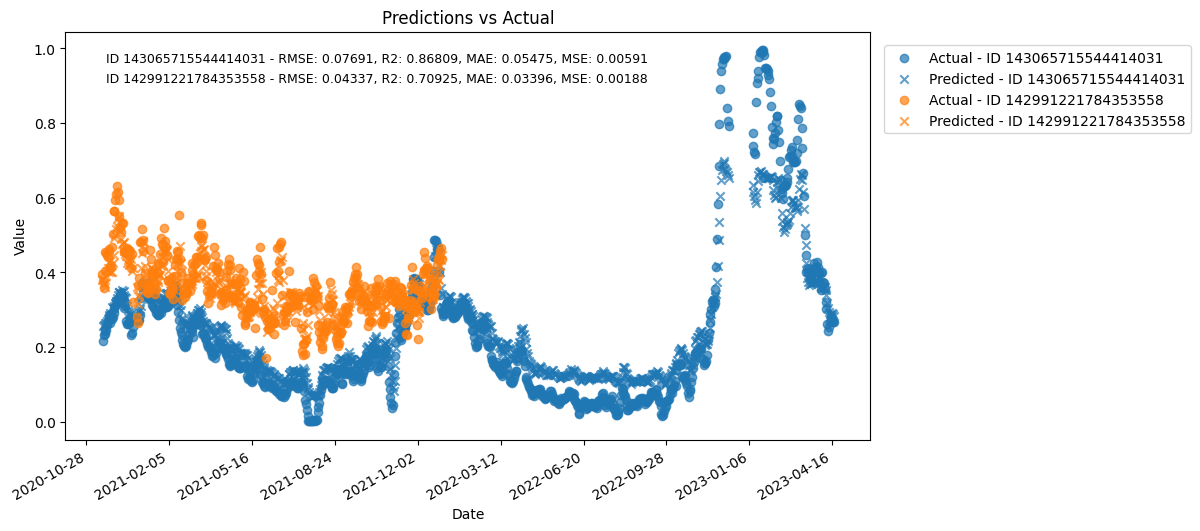 Predictions vs Actual
ID 143065715544414031 - RMSE: 0.07691, R2: 0.86809, MAE: 0.05475, MSE: 0.00591
ID 142991221784353558 - RMSE: 0.04337, R2: 0.70925, MAE: 0.03396, MSE: 0.00188
Actual - ID 143065715544414031
Predicted - ID 143065715544414031
Actual - ID 142991221784353558
Predicted - ID 142991221784353558
Value
1.0
0.8
0.6
0.4
0.2
0.0
2020-10-28
2021-02-05
2021-05-16
2021-08-24
2021-12-02
2022-03-12
2022-06-20
2022-09-28
2023-01-06
2023-04-16
Date